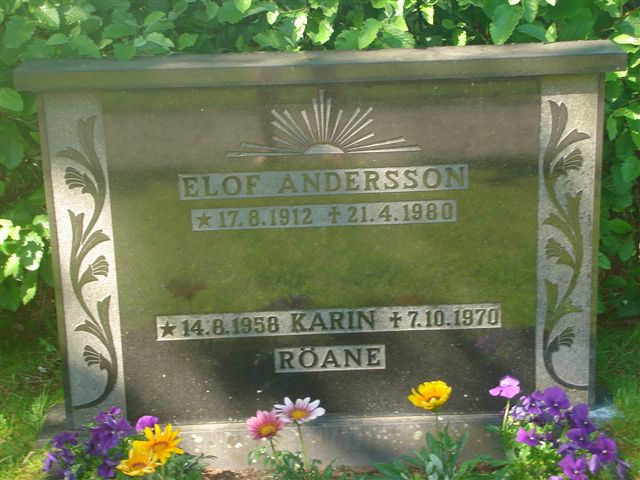 ELOF ANDERSSON
★ 17.8.1912 ✝ 21.4.1980
★ 14.8.1958 KARIN ✝ 7.10.1970
RÖANE